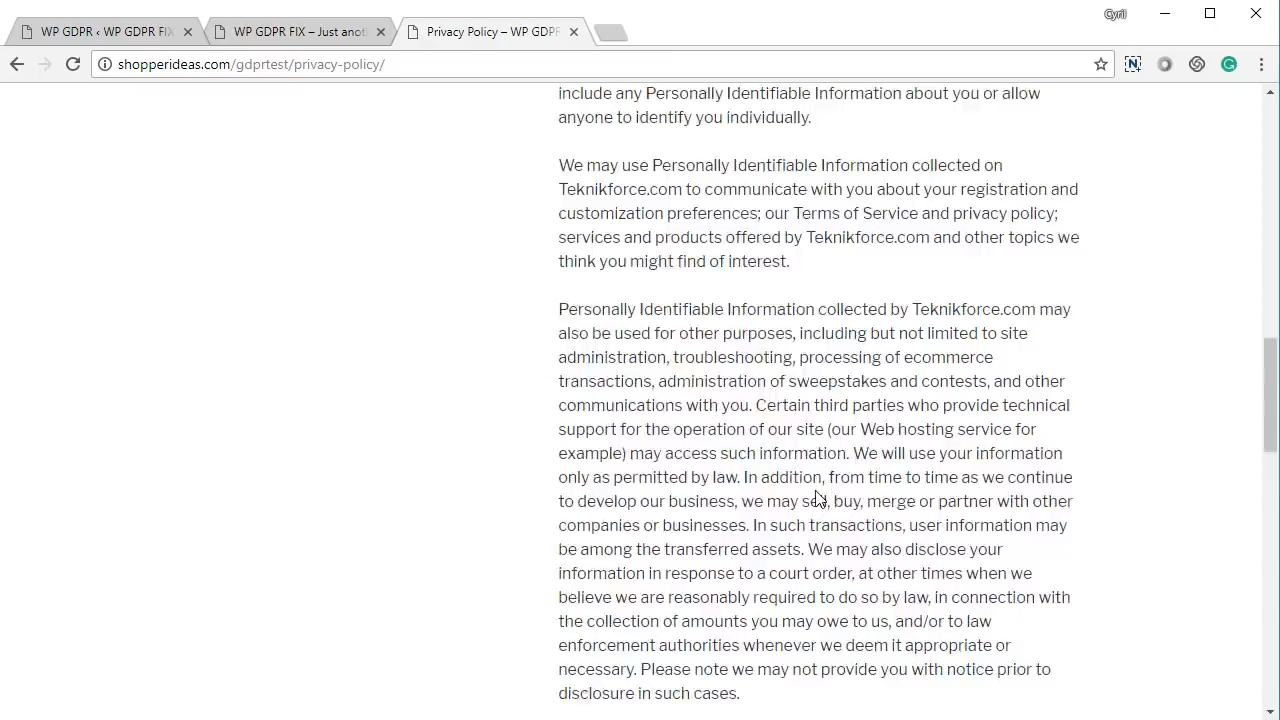 Cyril
WP GDPR ‹ WP GDPR FIX
WP GDPR FIX – Just anot
Privacy Policy – WP GDPR
shopperideas.com/gdprtest/privacy-policy/
include any Personally Identifiable Information about you or allow
anyone to identify you individually.
We may use Personally Identifiable Information collected on
Teknikforce.com to communicate with you about your registration and
customization preferences; our Terms of Service and privacy policy;
services and products offered by Teknikforce.com and other topics we
think you might find of interest.
Personally Identifiable Information collected by Teknikforce.com may
also be used for other purposes, including but not limited to site
administration, troubleshooting, processing of ecommerce
transactions, administration of sweepstakes and contests, and other
communications with you. Certain third parties who provide technical
support for the operation of our site (our Web hosting service for
example) may access such information. We will use your information
only as permitted by law. In addition, from time to time as we continue
to develop our business, we may sell, buy, merge or partner with other
companies or businesses. In such transactions, user information may
be among the transferred assets. We may also disclose your
information in response to a court order, at other times when we
believe we are reasonably required to do so by law, in connection with
the collection of amounts you may owe to us, and/or to law
enforcement authorities whenever we deem it appropriate or
necessary. Please note we may not provide you with notice prior to
disclosure in such cases.